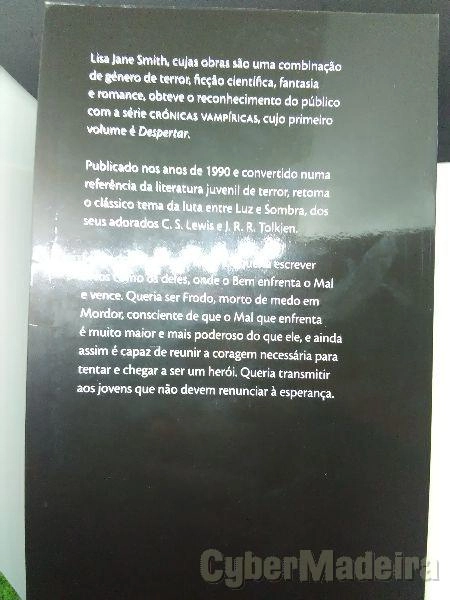 Lisa Jane Smith, cujas obras são uma combinação
de género de terror, ficção científica, fantasia
e romance, obteve o reconhecimento do público
com a série CRÓNICAS VAMPÍRICAS, cujo primeiro
volume é Despertar.
Publicado nos anos de 1990 e convertido numa
referência da literatura juvenil de terror, retoma
o clássico tema da luta entre Luz e Sombra, dos
seus adorados C. S. Lewis e J. R. R. Tolkien.
escrever
como os deles, onde o Bem enfrenta o Mal
e vence. Queria ser Frodo, morto de medo em
Mordor, consciente de que o Mal que enfrenta
é muito maior e mais poderoso do que ele, e ainda
assim é capaz de reunir a coragem necessária para
tentar e chegar a ser um herói. Queria transmitir
aos jovens que não devem renunciar à esperança.
CyberMadeira